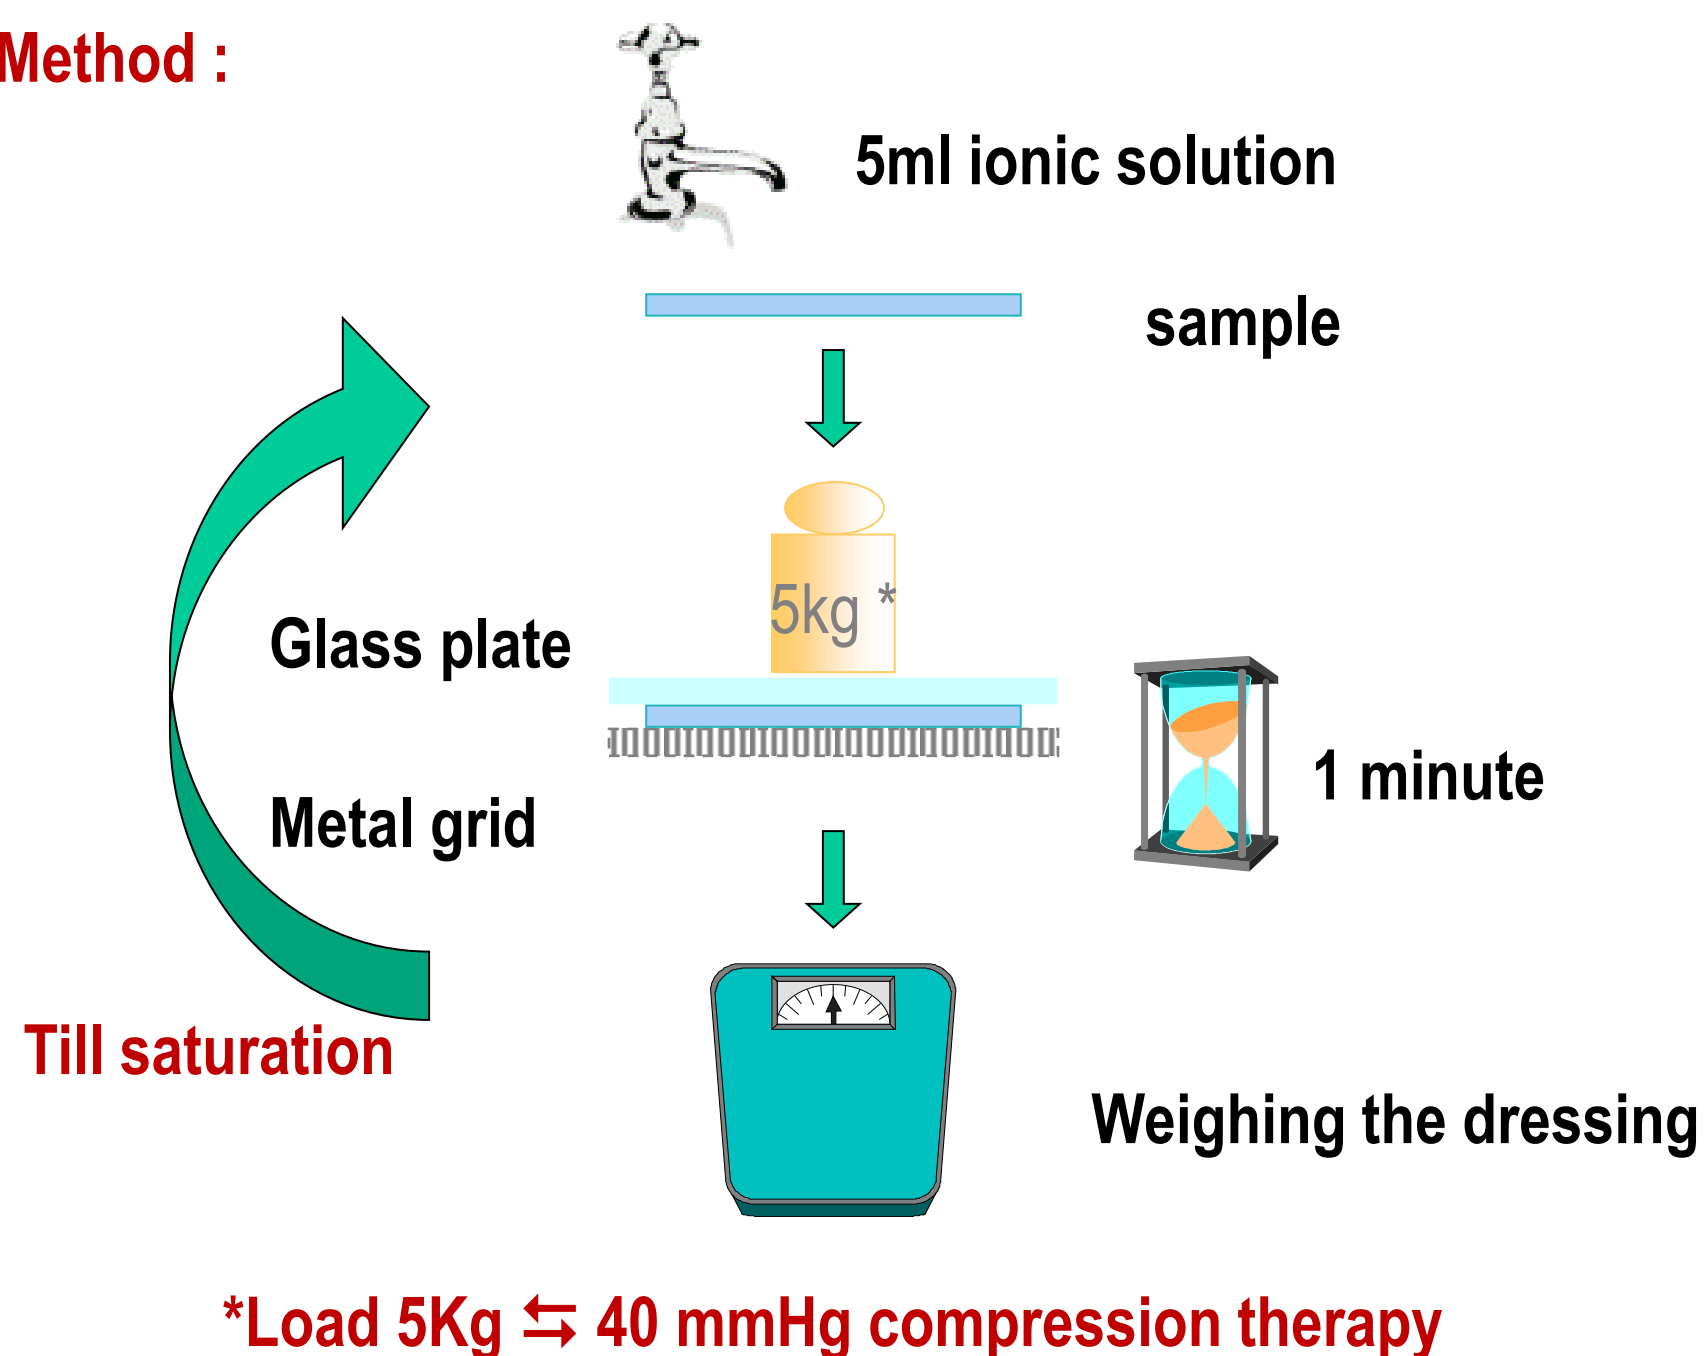 Method :
5ml ionic solution
sample
5kg *
Glass plate
1 minute
Metal grid
Till saturation
Weighing the dressing
*Load 5Kg ⇆ 40 mmHg compression therapy